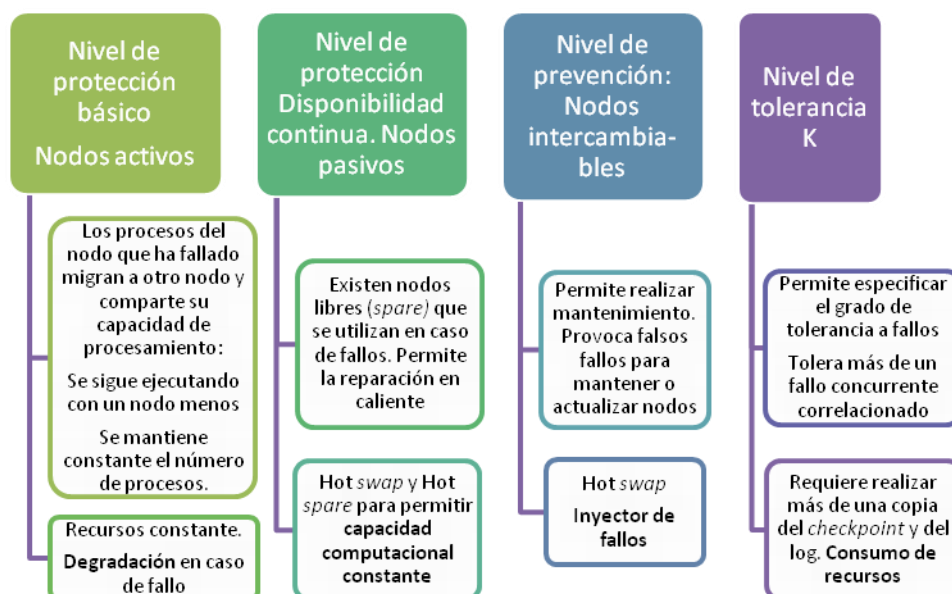 Nivel de
protección
básico
Nodos activos
Los procesos del
nodo que ha fallado
migran a otro nodo y
comparte su
capacidad de
procesamiento:
Se sigue ejecutando
con un nodo menos
Se mantiene
constante el número
de procesos.
Recursos constante.
Degradación en caso
de fallo
Nivel de
protección
Disponibilidad
continua. Nodos
pasivos
Existen nodos
libres (spare) que
se utilizan en caso
de fallos. Permite
la reparación en
caliente
Hot swap y Hot
spare para permitir
capacidad
computacional
constante
Nivel de
prevención:
Nodos
intercambia-
bles
Permite realizar
mantenimiento.
Provoca falsos
fallos para
mantener o
actualizar nodos
Hot swap
Inyector de
fallos
Nivel de
tolerancia
K
Permite especificar
el grado de
tolerancia a fallos
Tolera más de un
fallo concurrente
correlacionado
Requiere realizar
más de una copia
del checkpoint y del
log. Consumo de
recursos